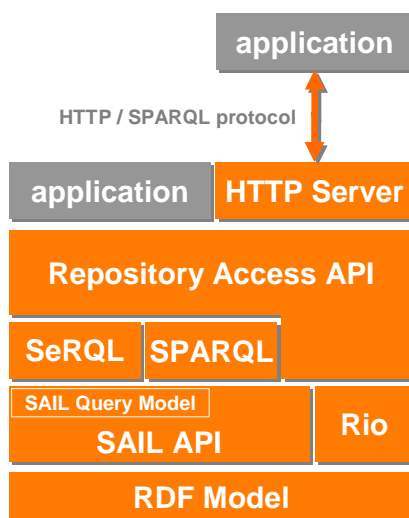 application
HTTP / SPARQL protocol
application
HTTP Server
Repository Access API
SeRQL
SPARQL
SAIL Query Model
SAIL API
Rio
RDF Model